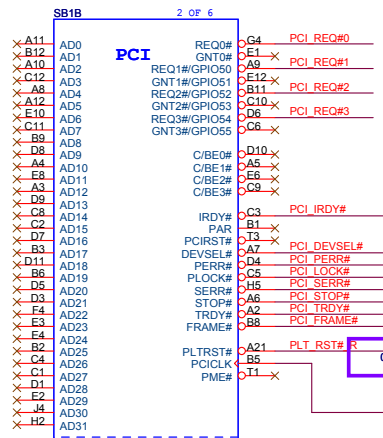 SB1B 2 OF 6
PCI
A11 AD0 REQ0# G4 PCI_REQ#0
B12 AD1 GNT0# E1
A10 AD2 REQ1#/GPIO50 A9 PCI_REQ#1
C12 AD3 GNT1#/GPIO51 E12
A8 AD4 REQ2#/GPIO52 B11 PCI_REQ#2
A12 AD5 GNT2#/GPIO53 C10
E10 AD6 REQ3#/GPIO54 D6 PCI_REQ#3
C11 AD7 GNT3#/GPIO55 C6
B9 AD8
D8 AD9 C/BE0# D10
A4 AD10 C/BE1# A5
E8 AD11 C/BE2# E6
A3 AD12 C/BE3# C9
D9 AD13
C8 AD14 IRDY# C3 PCI_IRDY#
C2 AD15 PAR B1
D7 AD16 PCIRST# T3
B3 AD17 DEVSEL# A7 PCI_DEVSEL#
D11 AD18 PERR# D4 PCI_PERR#
B6 AD19 PLOCK# C5 PCI_LOCK#
D5 AD20 SERR# H5 PCI_SERR#
D3 AD21 STOP# A6 PCI_STOP#
F4 AD22 TRDY# A2 PCI_TRDY#
E3 AD23 FRAME# B8 PCI_FRAME#
AD24
B2 AD25 PLTRST# A21 PLT_RST#_R
C4 AD26 PCICLK B5
C1 AD27 PME# T1
D1 AD28
E2 AD29
J4 AD30
H2 AD31